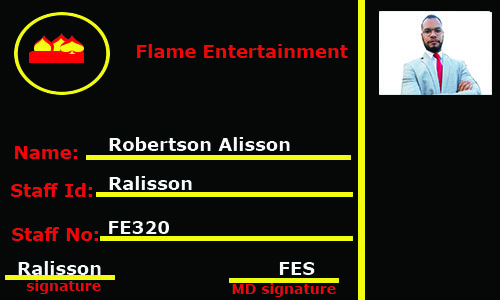 Flame Entertainment
Name: Robertson Alisson
Staff Id: Ralisson
Staff No: FE320
Ralisson FES
signature MD signature